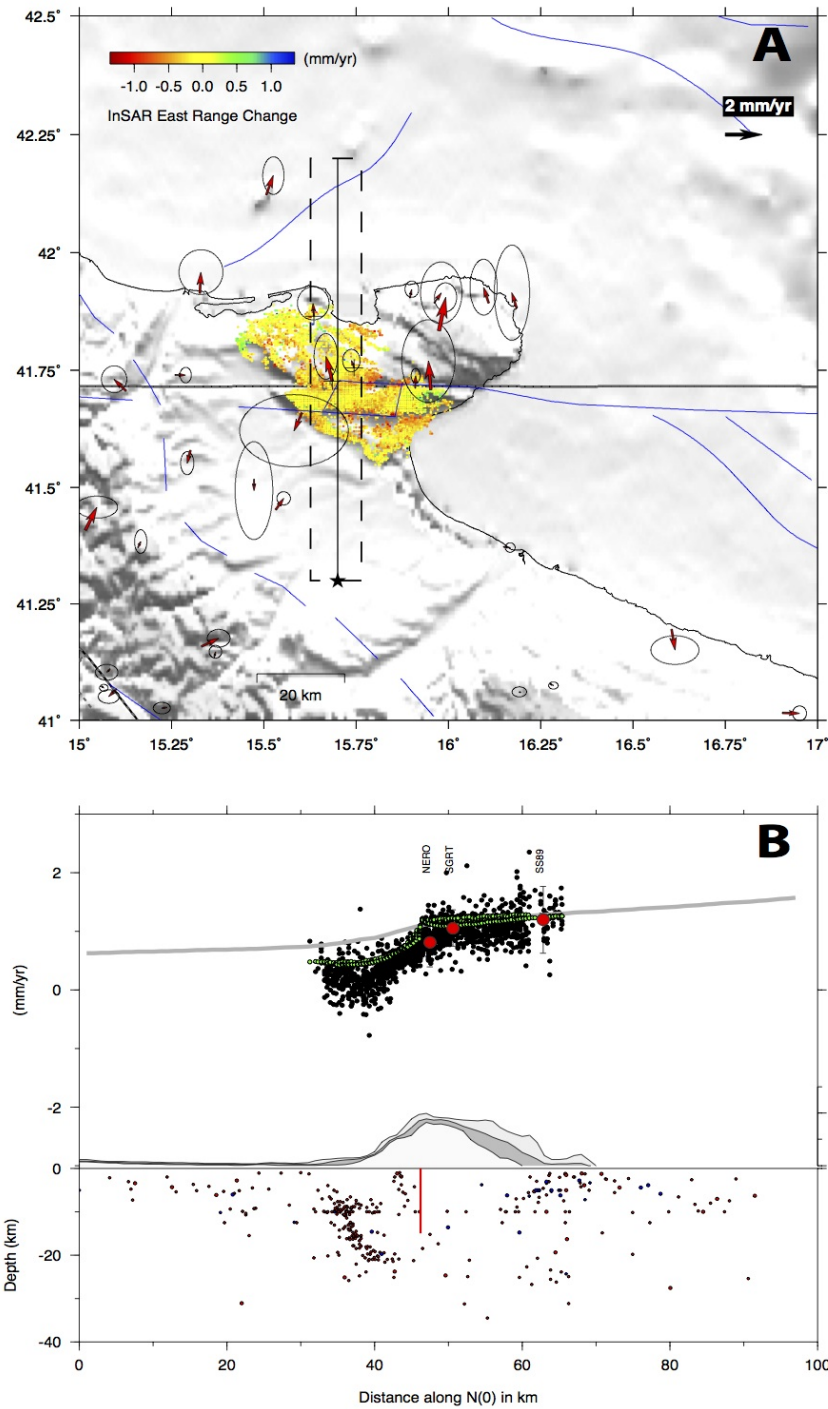 42.5°
A
(mm/yr)
-1.0 -0.5 0.0 0.5 1.0
InSAR East Range Change
2 mm/yr
42.25°
42°
41.75°
41.5°
41.25°
20 km
41°
15° 15.25° 15.5° 15.75° 16° 16.25° 16.5° 16.75° 17°
B
2
NERO
SGRT
SS89
0
(mm/yr)
-2
0
-20
Depth (km)
-40
0 20 40 60 80 100
Distance along N(0) in km